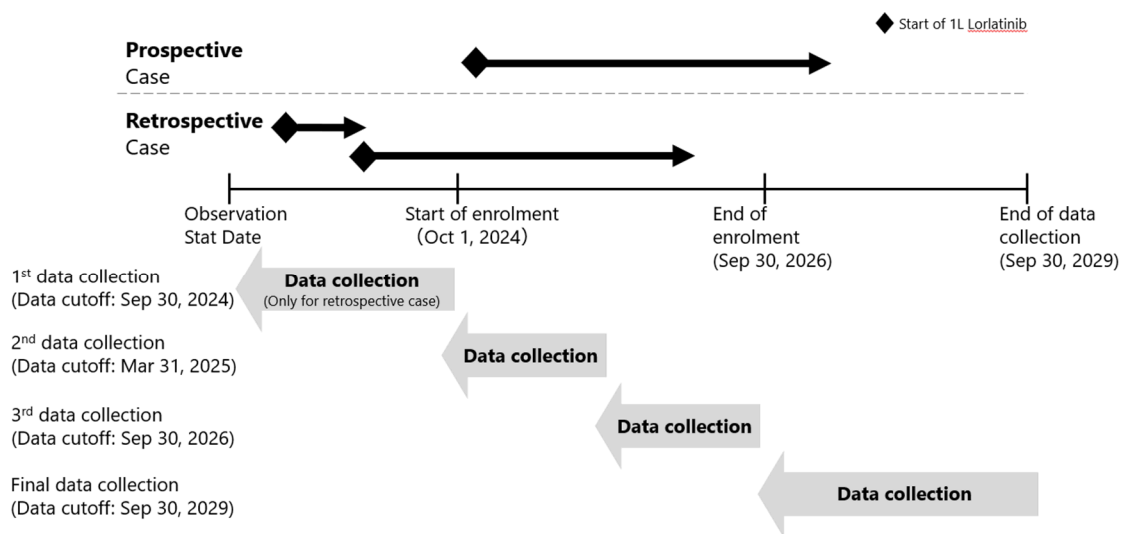 Start of 1L Lorlatinib
Prospective
Case
Retrospective
Case
Observation
Stat Date
Start of enrolment
(Oct 1, 2024)
End of
enrolment
(Sep 30, 2026)
End of data
collection
(Sep 30, 2029)
1st data collection
(Data cutoff: Sep 30, 2024)
Data collection
(Only for retrospective case)
2nd data collection
(Data cutoff: Mar 31, 2025)
Data collection
3rd data collection
(Data cutoff: Sep 30, 2026)
Data collection
Final data collection
(Data cutoff: Sep 30, 2029)
Data collection